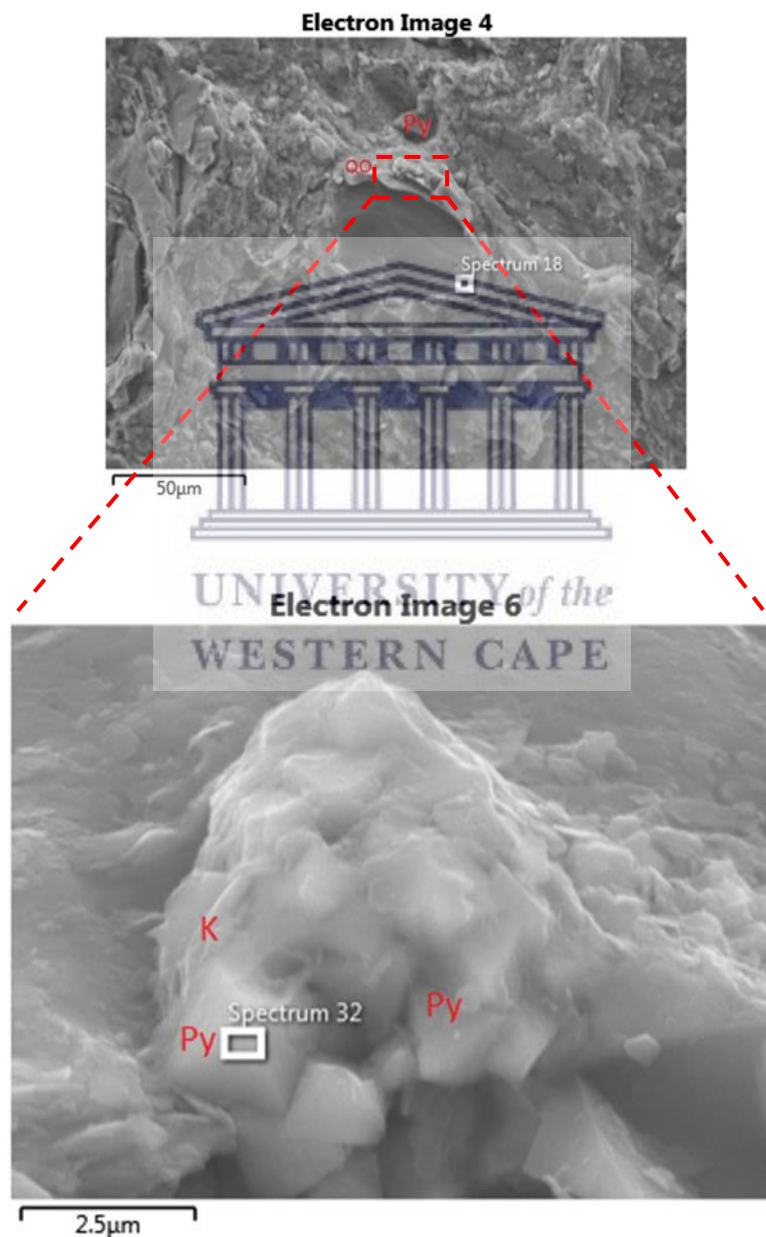 Electron Image 4
Py
QO
Spectrum 18
50µm
UNIVERSITY of the
Electron Image 6
WESTERN CAPE
K
Spectrum 32
Py
Py
2.5µm